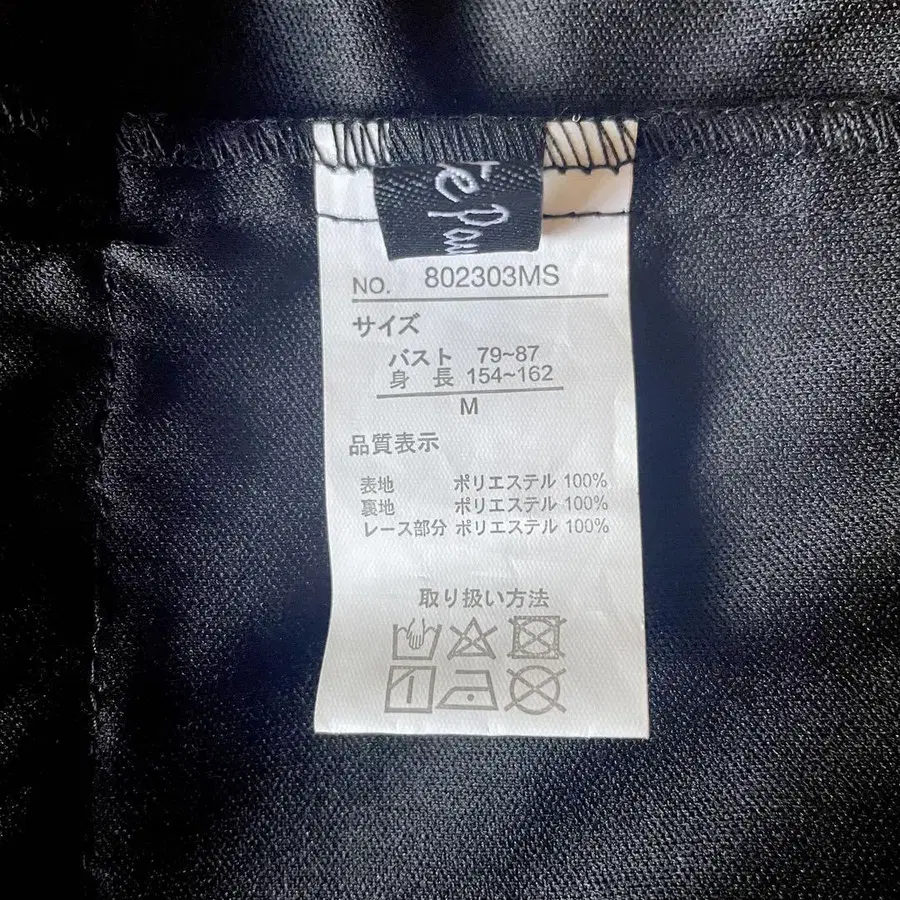 NO. 802303MS
サイズ
バスト 79~87
身 長 154~162
M
品質表示
表地 ポリエステル 100%
裏地 ポリエステル 100%
レース部分 ポリエステル 100%
取り扱い方法